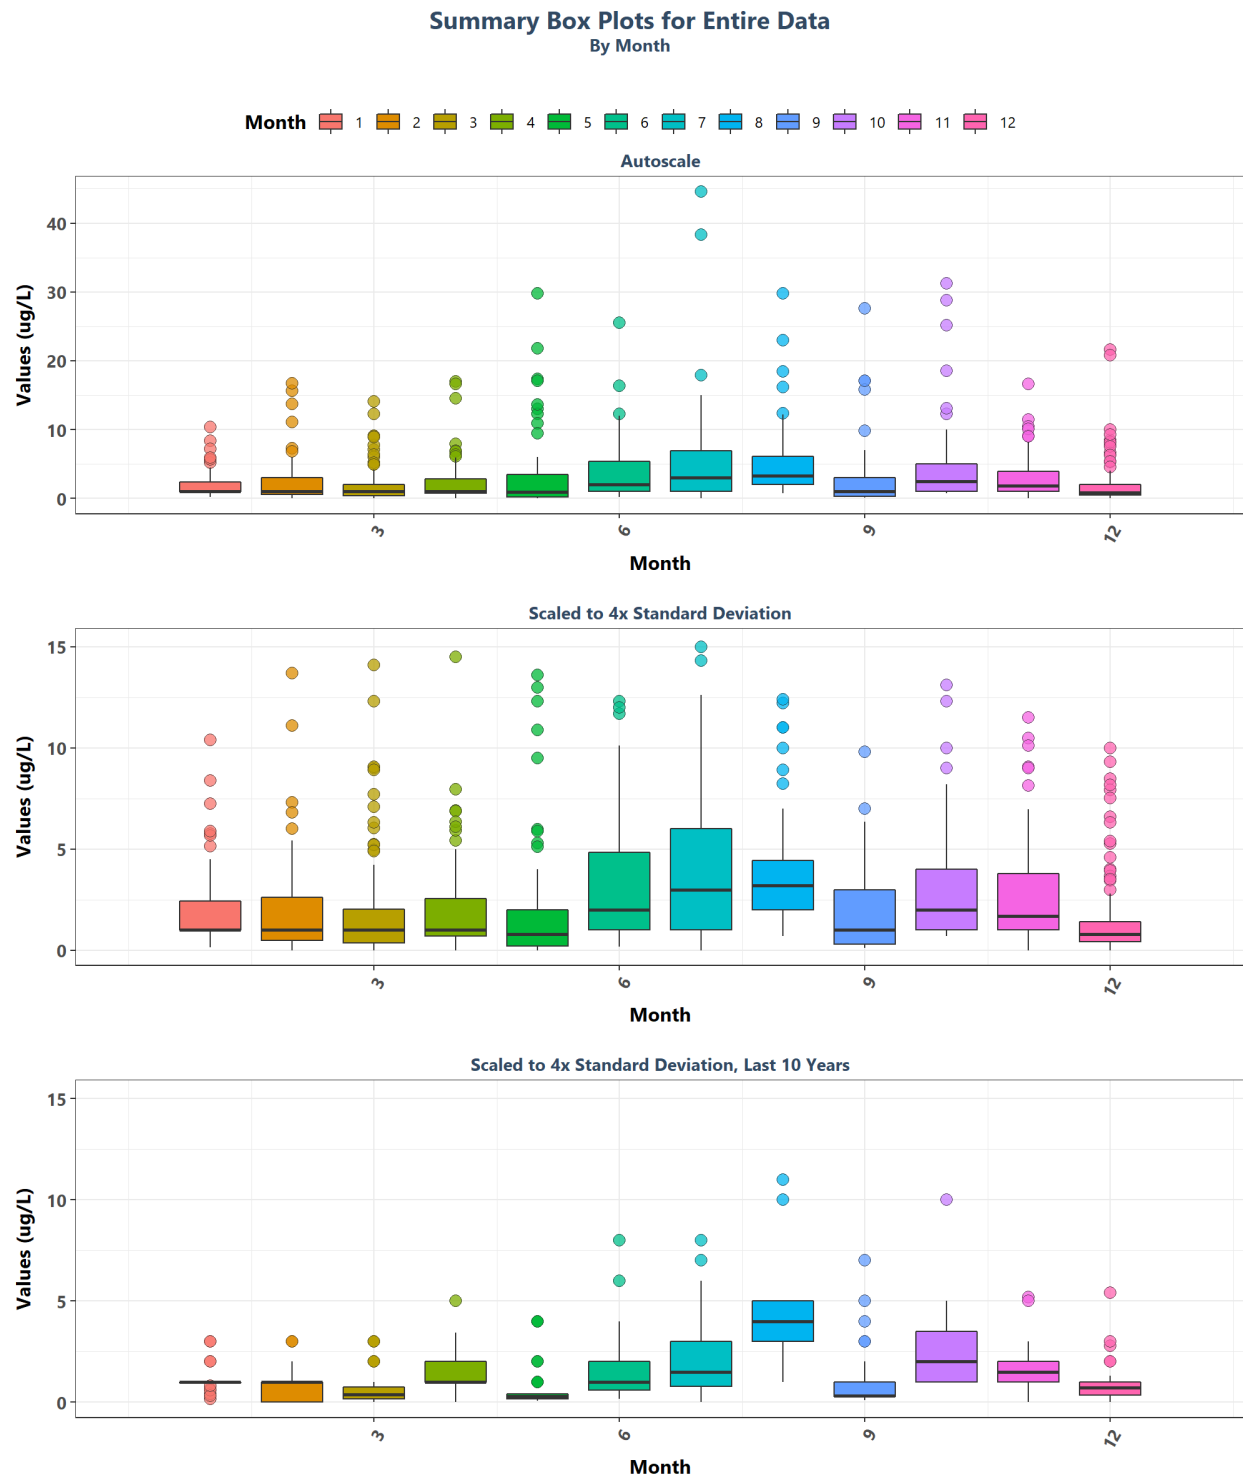 Summary Box Plots for Entire Data
By Month
Month 1 2 3 4 5 6 7 8 9 10 11 12
Autoscale
Values (ug/L)
40
30
20
10
0
3 6 9 12
Month
Scaled to 4x Standard Deviation
Values (ug/L)
15
10
5
0
3 6 9 12
Month
Scaled to 4x Standard Deviation, Last 10 Years
Values (ug/L)
15
10
5
0
3 6 9 12
Month